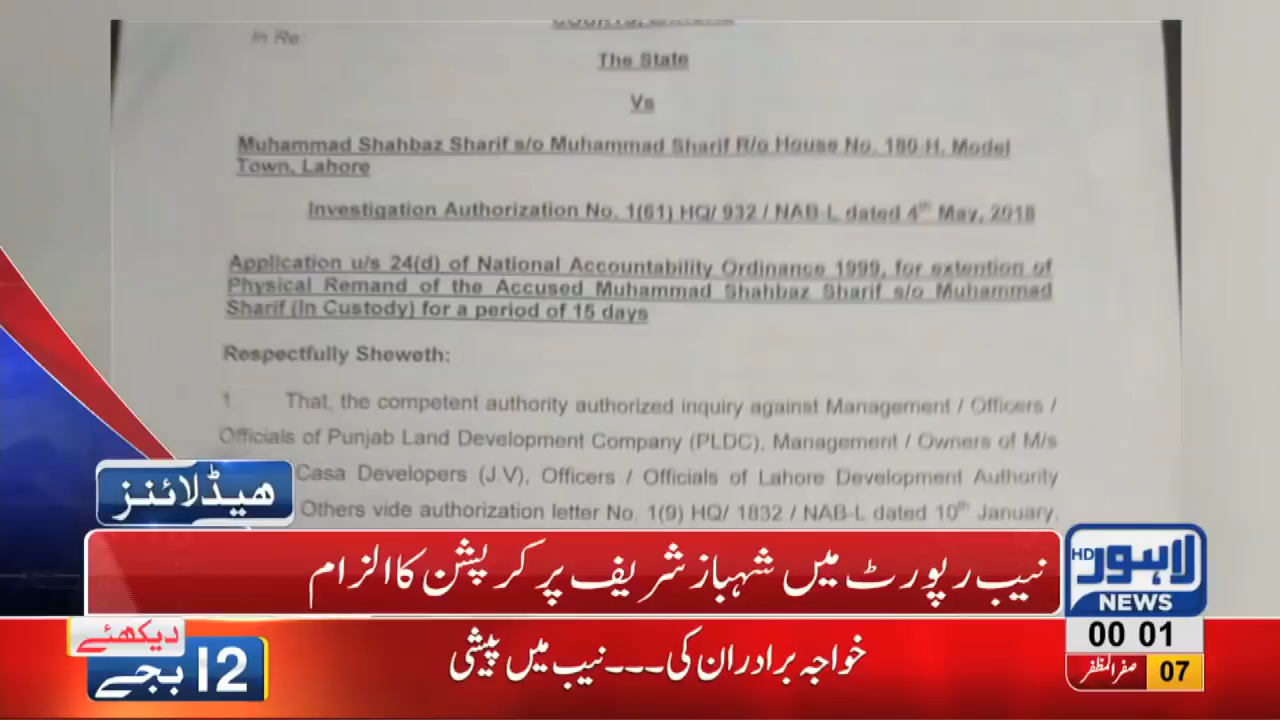 In Re:
The State
Vs
Muhammad Shahbaz Sharif s/o Muhammad Sharif R/o House No. 180-H, Model
Town, Lahore
Investigation Authorization No. 1(61) HQ/ 932 / NAB-L dated 4th May, 2018
Application u/s 24(d) of National Accountability Ordinance 1999, for extention of
Physical Remand of the Accused Muhammad Shahbaz Sharif s/o Muhammad
Sharif (In Custody) for a period of 15 days
Respectfully Sheweth:
1 That, the competent authority authorized inquiry against Management / Officers /
Officials of Punjab Land Development Company (PLDC), Management / Owners of M/s
Casa Developers (J.V), Officers / Officials of Lahore Development Authority
Others vide authorization letter No. 1(9) HQ/ 1832 / NAB-L dated 10th January,
ہیڈلائنز
نیب رپورٹ میں شہباز شریف پر کرپشن کا الزام
لاہور HD
NEWS
00 01
دیکھئے
12 بجے
خواجہ برادران کی۔۔۔نیب میں پیشی
07 صفر المظفر